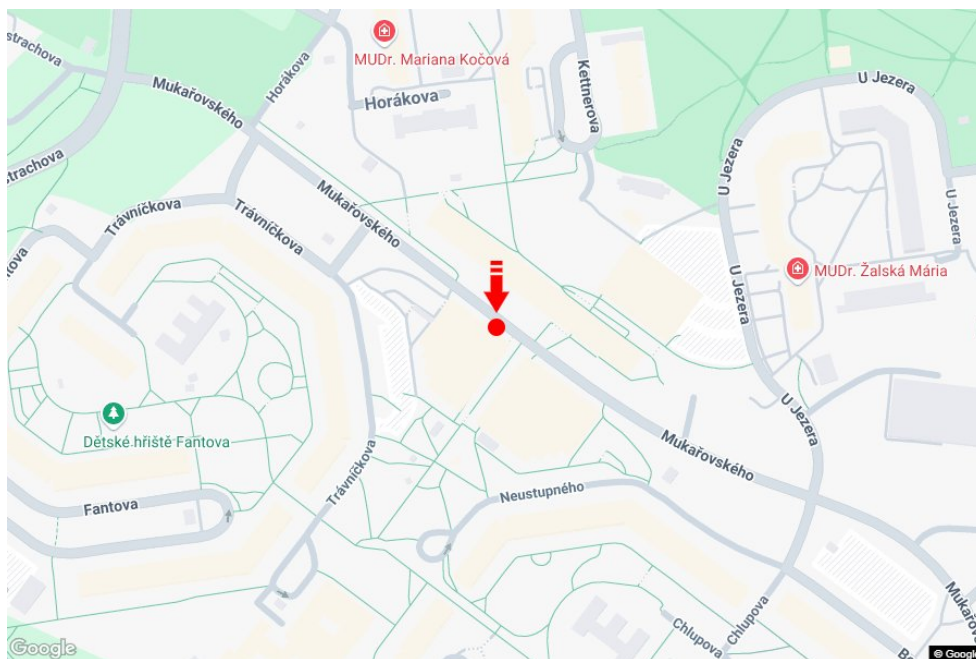 strachova
Mukařovského
Horákova
MUDr. Mariana Kočová
Horákova
Kettnerova
U Jezera
strachova
Trávníčkova
Trávníčkova
Mukařovského
U Jezera
U Jezera
U Jezera
MUDr. Žalská Mária
U Jezera
Dětské hřiště Fantova
Trávníčkova
Mukařovského
Fantova
Neustupného
Chlupova
Chlupova
Google
© Google